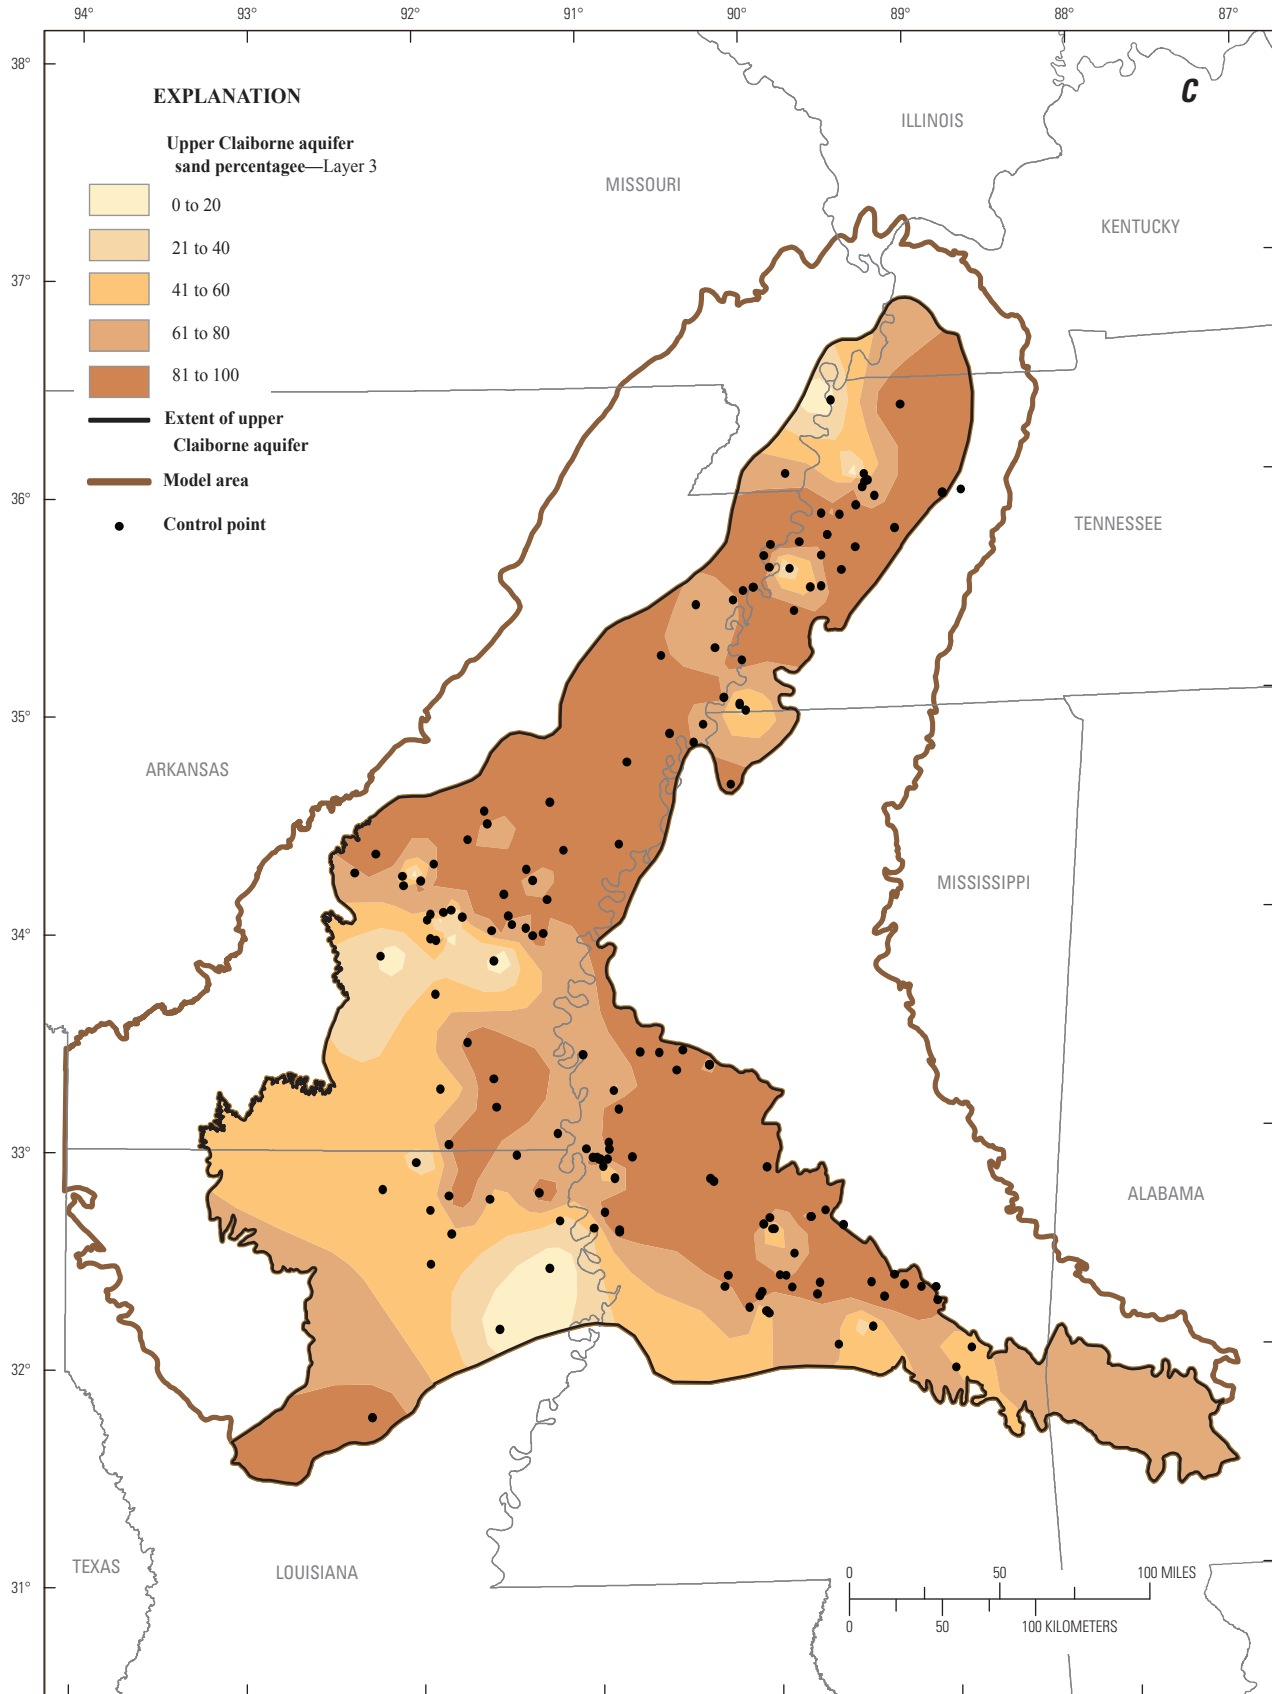 94° 93° 92° 91° 90° 89° 88° 87°
38°
C
EXPLANATION
ILLINOIS
Upper Claiborne aquifer
sand percentagee—Layer 3
MISSOURI
0 to 20
KENTUCKY
21 to 40
37°
41 to 60
61 to 80
81 to 100
Extent of upper
Claiborne aquifer
Model area
36°
Control point
TENNESSEE
35°
ARKANSAS
MISSISSIPPI
34°
33°
ALABAMA
32°
TEXAS
LOUISIANA
31°
0 50 100 MILES
0 50 100 KILOMETERS